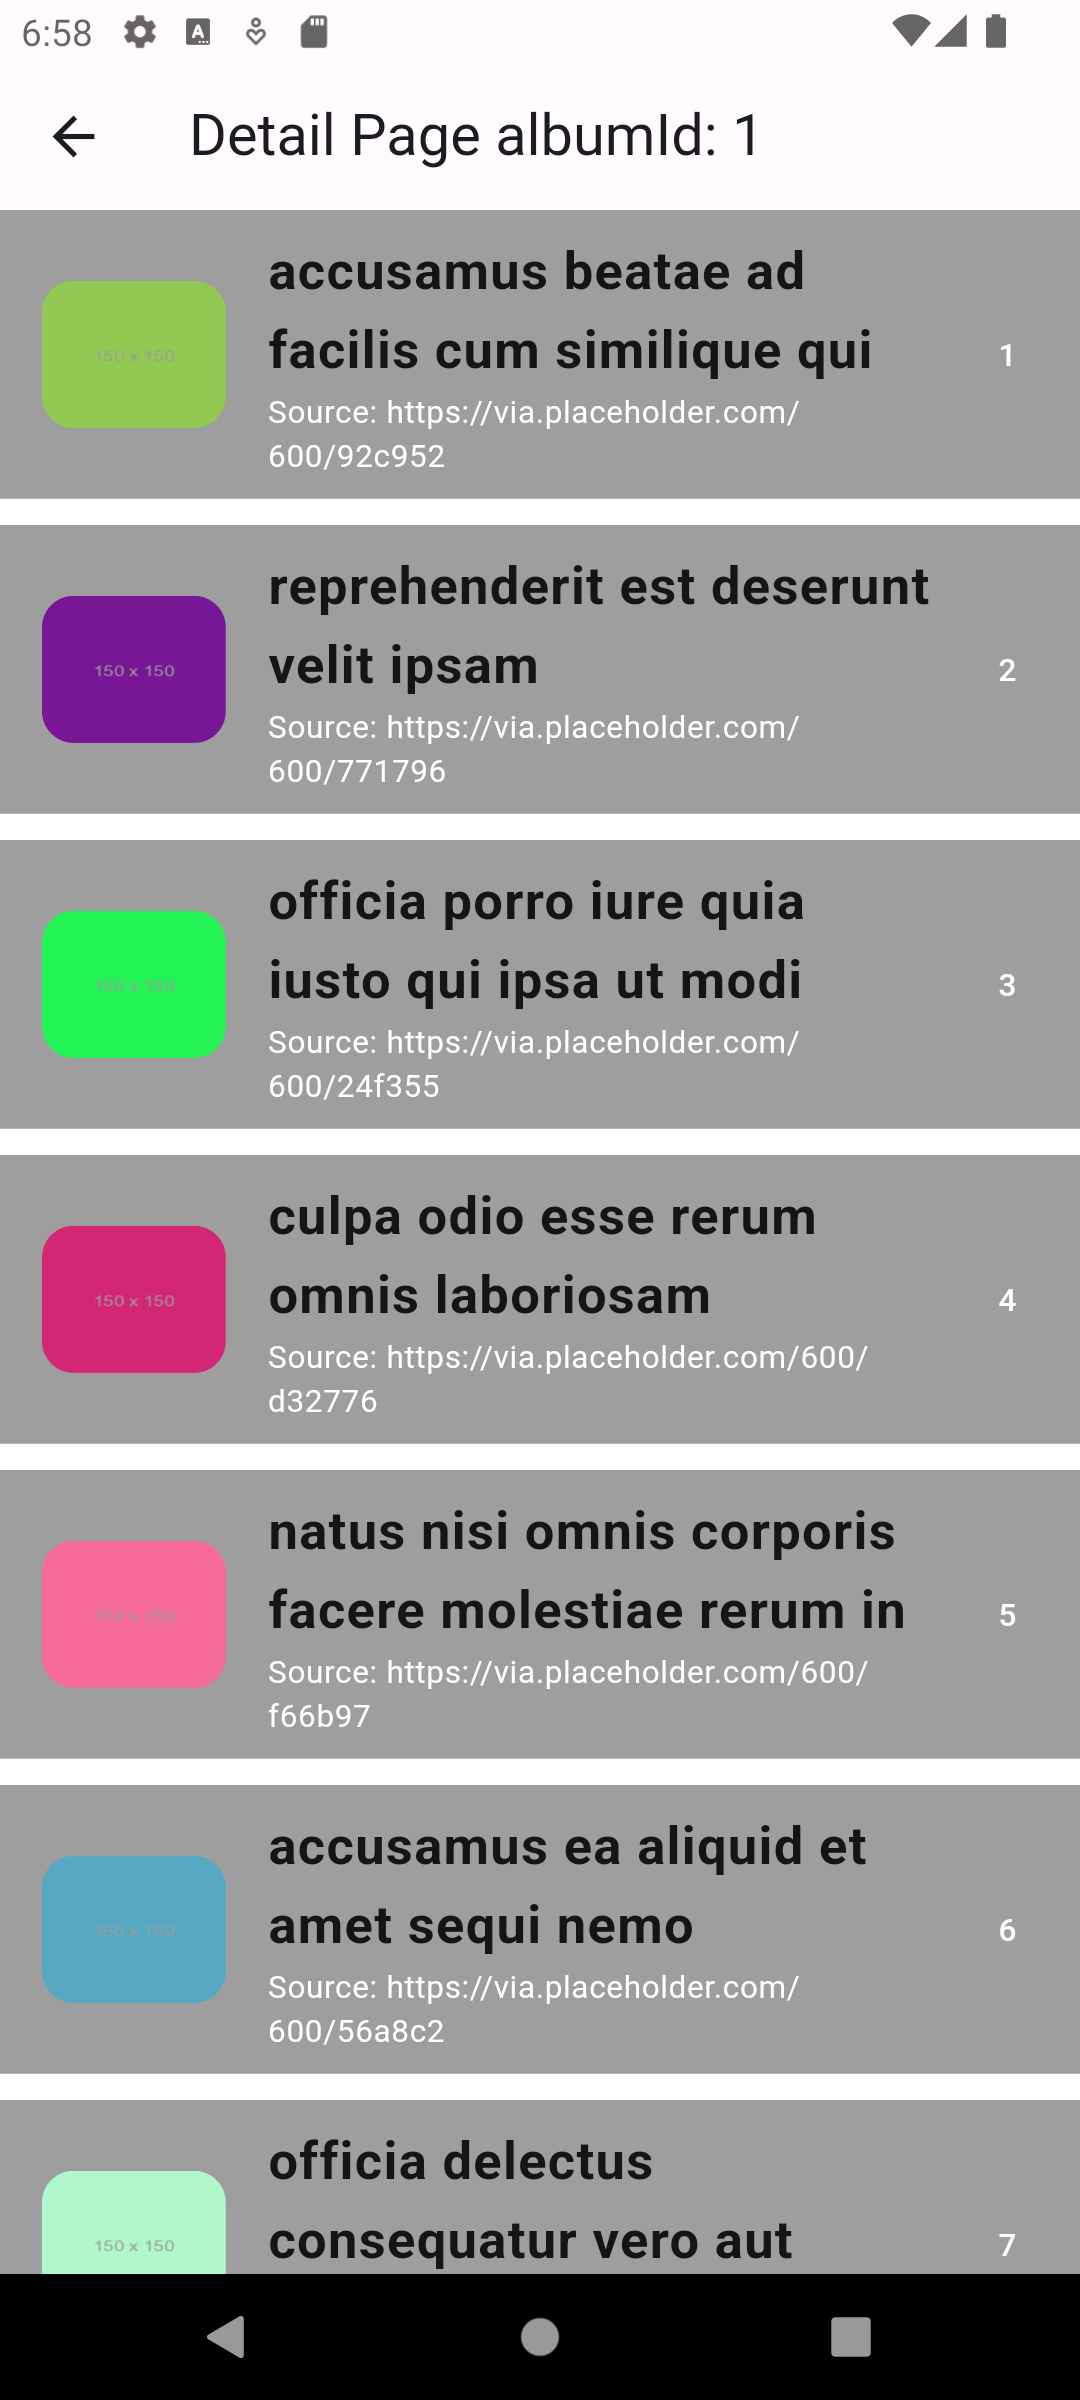 6:58
Detail Page albumId: 1
accusamus beatae ad
facilis cum similique qui
Source: https://via.placeholder.com/
600/92c952
150 x 150
1
reprehenderit est deserunt
velit ipsam
Source: https://via.placeholder.com/
600/771796
150 x 150
2
officia porro iure quia
iusto qui ipsa ut modi
Source: https://via.placeholder.com/
600/24f355
150 x 150
3
culpa odio esse rerum
omnis laboriosam
Source: https://via.placeholder.com/600/
d32776
150 x 150
4
natus nisi omnis corporis
facere molestiae rerum in
Source: https://via.placeholder.com/600/
f66b97
150 x 150
5
accusamus ea aliquid et
amet sequi nemo
Source: https://via.placeholder.com/
600/56a8c2
150 x 150
6
officia delectus
consequatur vero aut
150 x 150
7